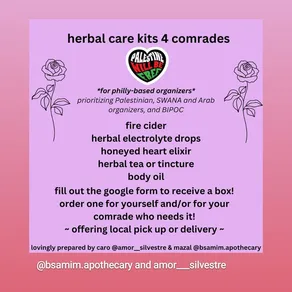 herbal care kits 4 comrades
PALESTINE
WILL BE
FREE
*for philly-based organizers*
prioritizing Palestinian, SWANA and Arab
organizers, and BIPOC
fire cider
herbal electrolyte drops
honeyed heart elixir
herbal tea or tincture
body oil
fill out the google form to receive a box!
order one for yourself and/or for your
comrade who needs it!
~ offering local pick up or delivery ~
lovingly prepared by caro @amor__silvestre & mazal @bsamim.apothecary
@bsamim.apothecary and amor___silvestre